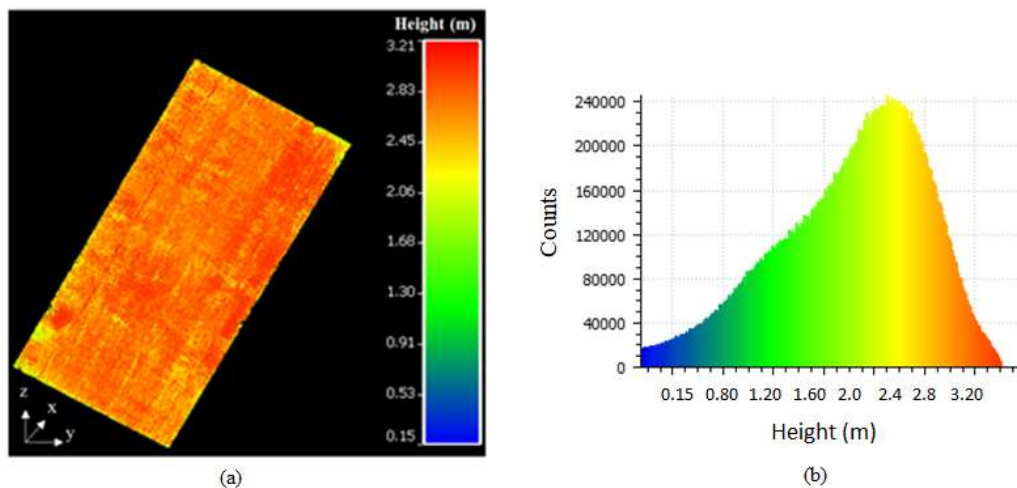 Height (m)
3.21
2.83
2.45
2.06
1.68
1.30
0.91
0.53
0.15
z
x
y
(a)
240000
200000
160000
120000
80000
40000
0
Counts
0.15 0.80 1.20 1.60 2.0 2.4 2.8 3.20
Height (m)
(b)